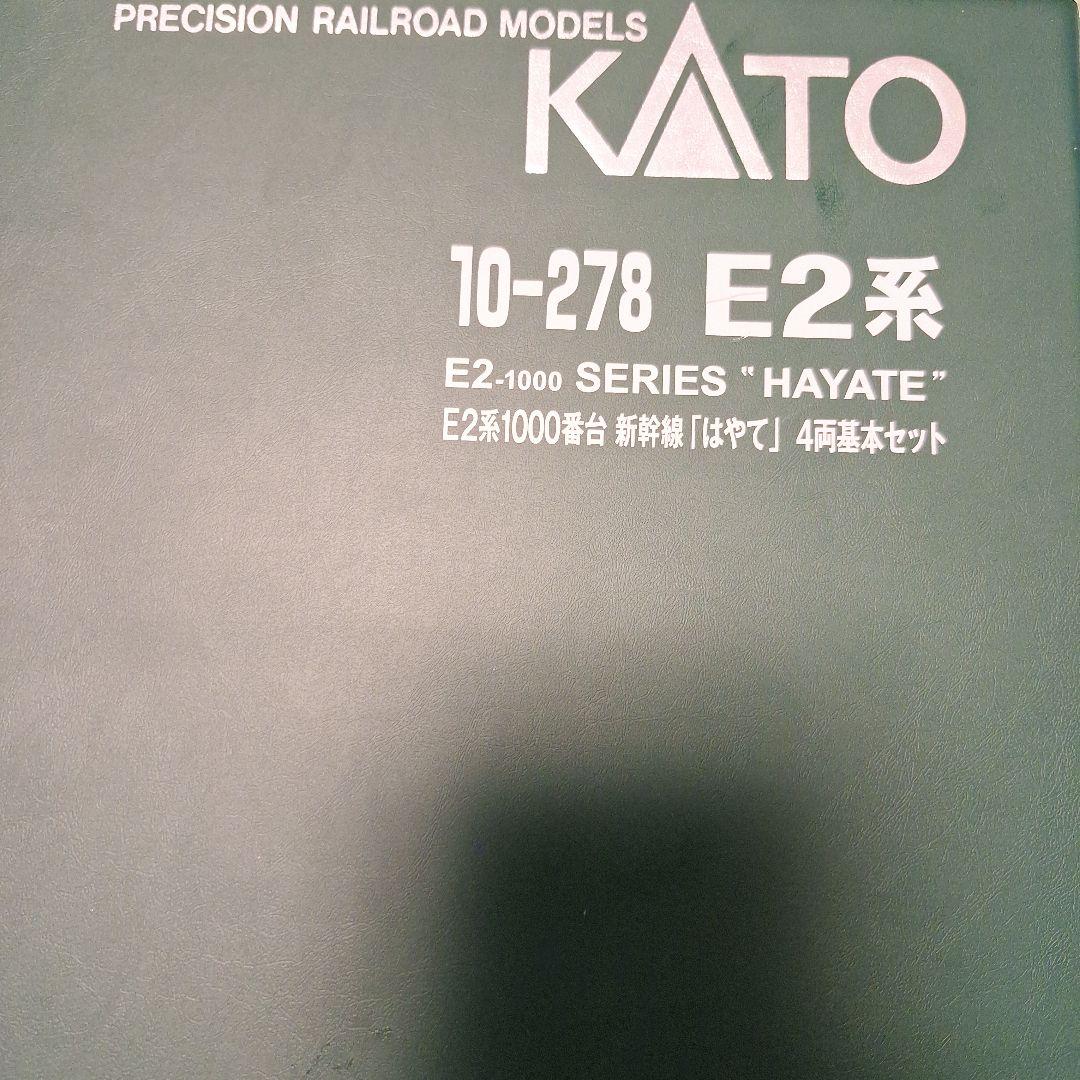 PRECISION RAILROAD MODELS
KATO
10-278 E2系
E2-1000 SERIES “HAYATE”
E2系1000番台 新幹線「はやて」 4両基本セット